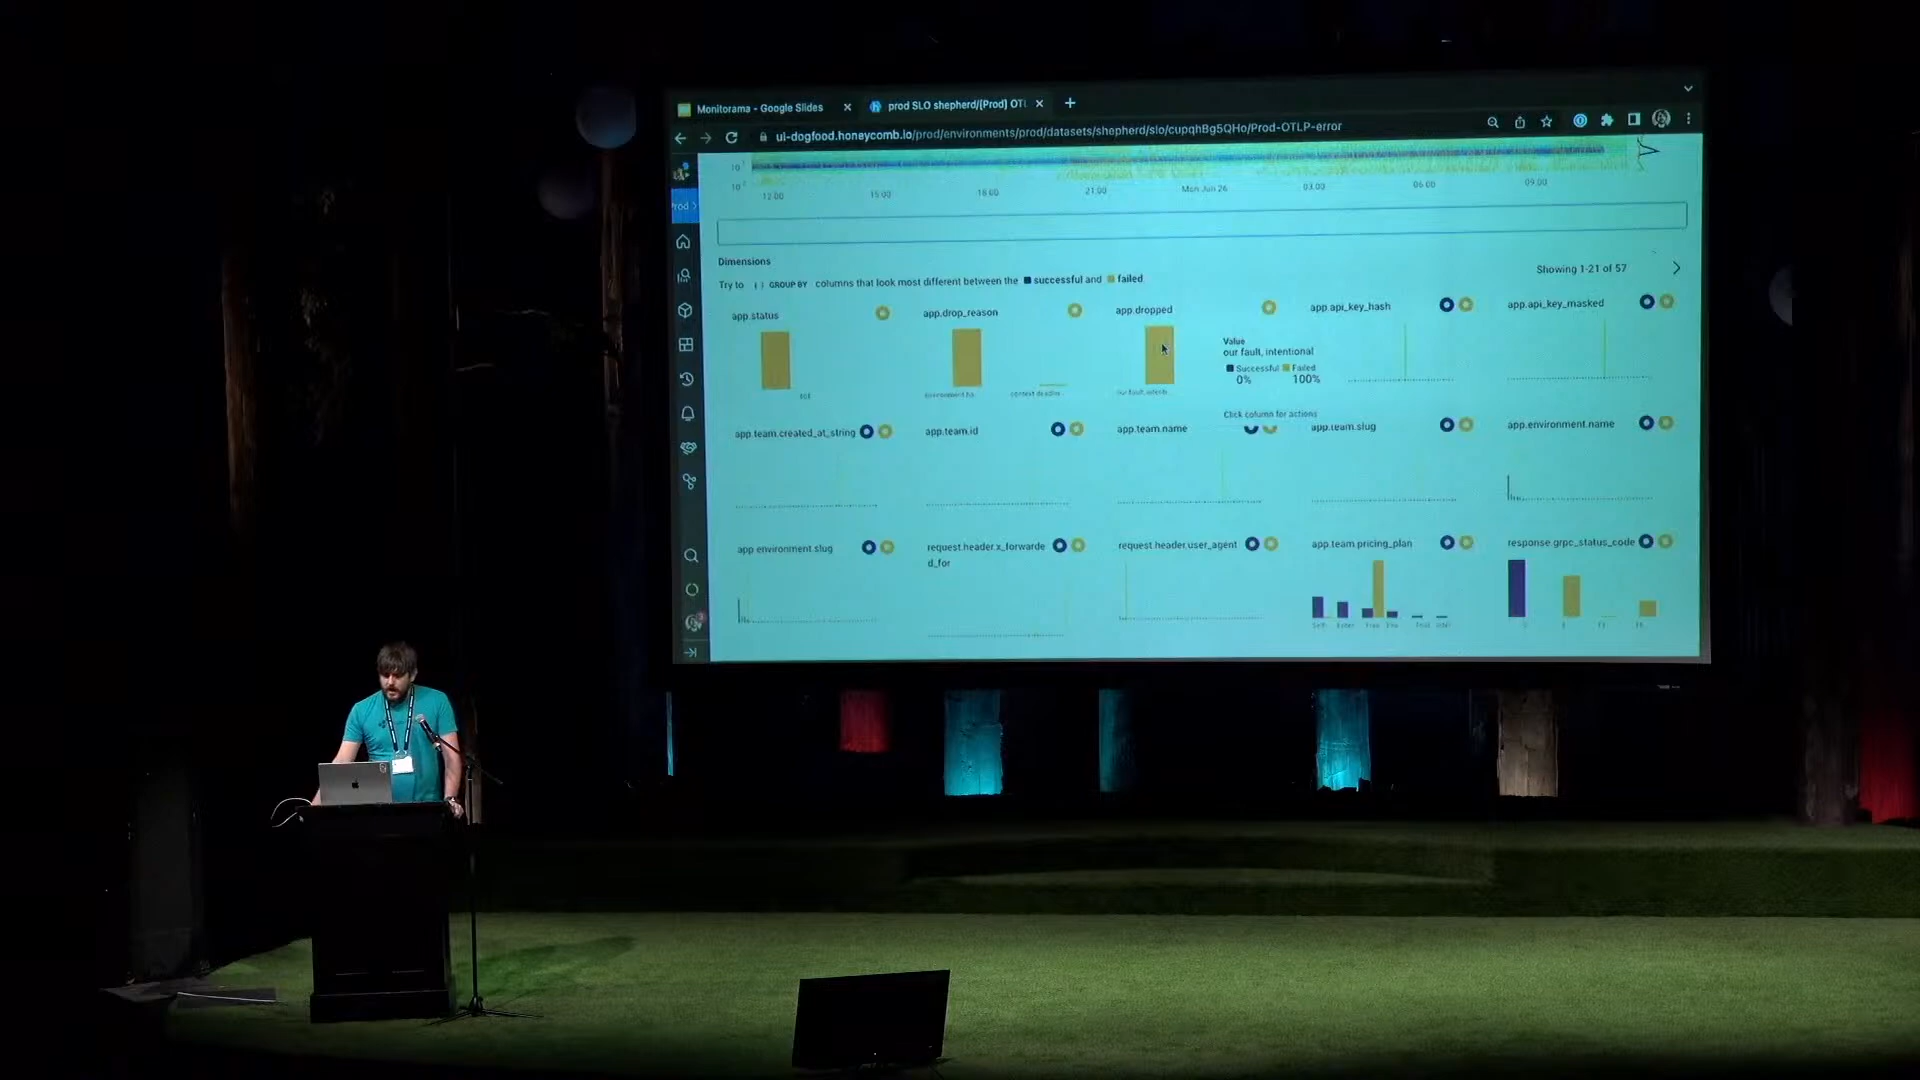 Monitorama - Google Slides
prod SLO shepherd/[Prod] OTL
ui-dogfood.honeycomb.io/prod/environments/prod/datasets/shepherd/slo/cupqhBg5QHo/Prod-OTLP-error
12:00 15:00 18:00 21:00 Mon Jun 26 03:00 06:00 09:00
Dimensions
Try to GROUP BY columns that look most different between the successful and failed
Showing 1-21 of 57
app.status
app.drop_reason
app.dropped
app.api_key_hash
app.api_key_masked
Value
our fault, intentional
Successful Failed
0% 100%
Click column for actions
app.team.created_at_string
app.team.id
app.team.name
app.team.slug
app.environment.name
app.environment.slug
request.header.x_forwarde
d_for
request.header.user_agent
app.team.pricing_plan
response.grpc_status_code